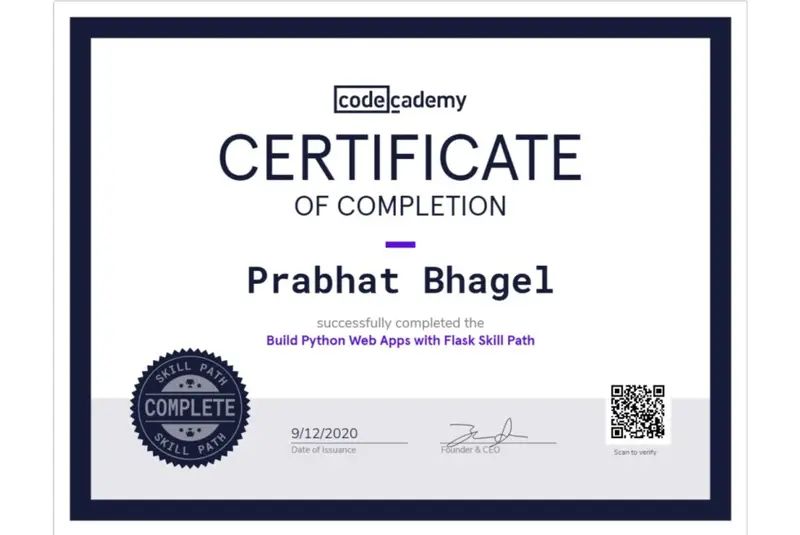 codecademy
CERTIFICATE
OF COMPLETION
Prabhat Bhagel
successfully completed the
Build Python Web Apps with Flask Skill Path
SKILL PATH
COMPLETE
SKILL PATH
9/12/2020
Date of Issuance
Founder & CEO
Scan to verify